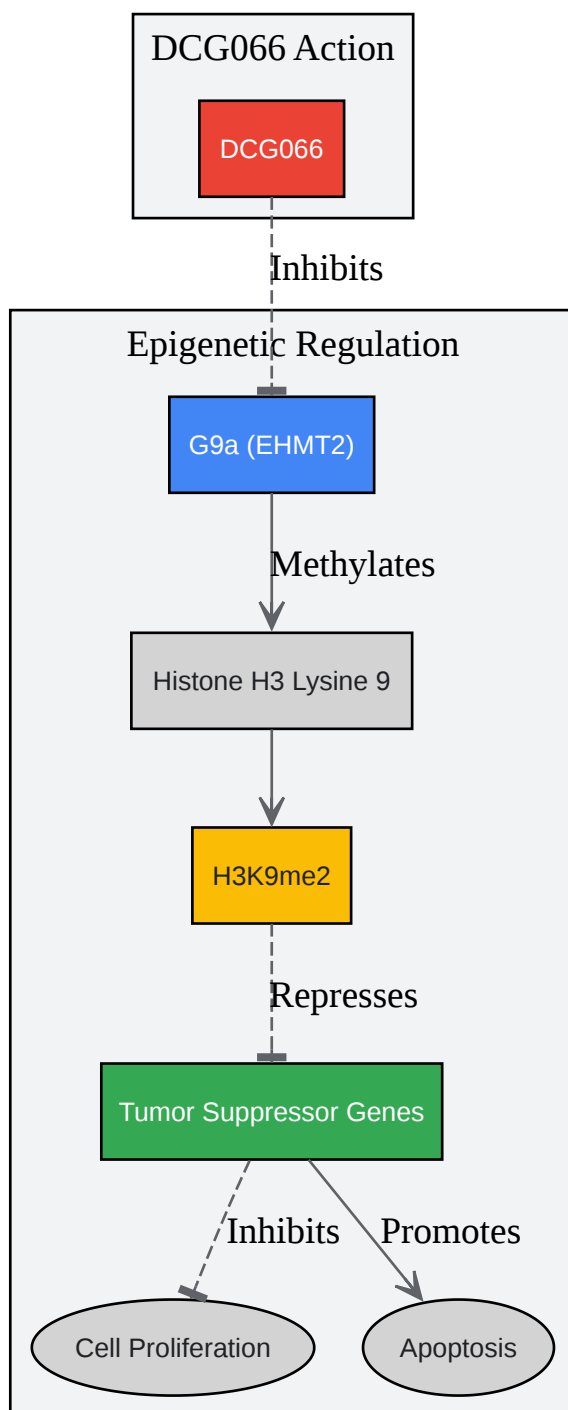 DCG066 Action
DCG066
Inhibits
Epigenetic Regulation
G9a (EHMT2)
Methylates
Histone H3 Lysine 9
H3K9me2
Represses
Tumor Suppressor Genes
Inhibits
Promotes
Cell Proliferation
Apoptosis